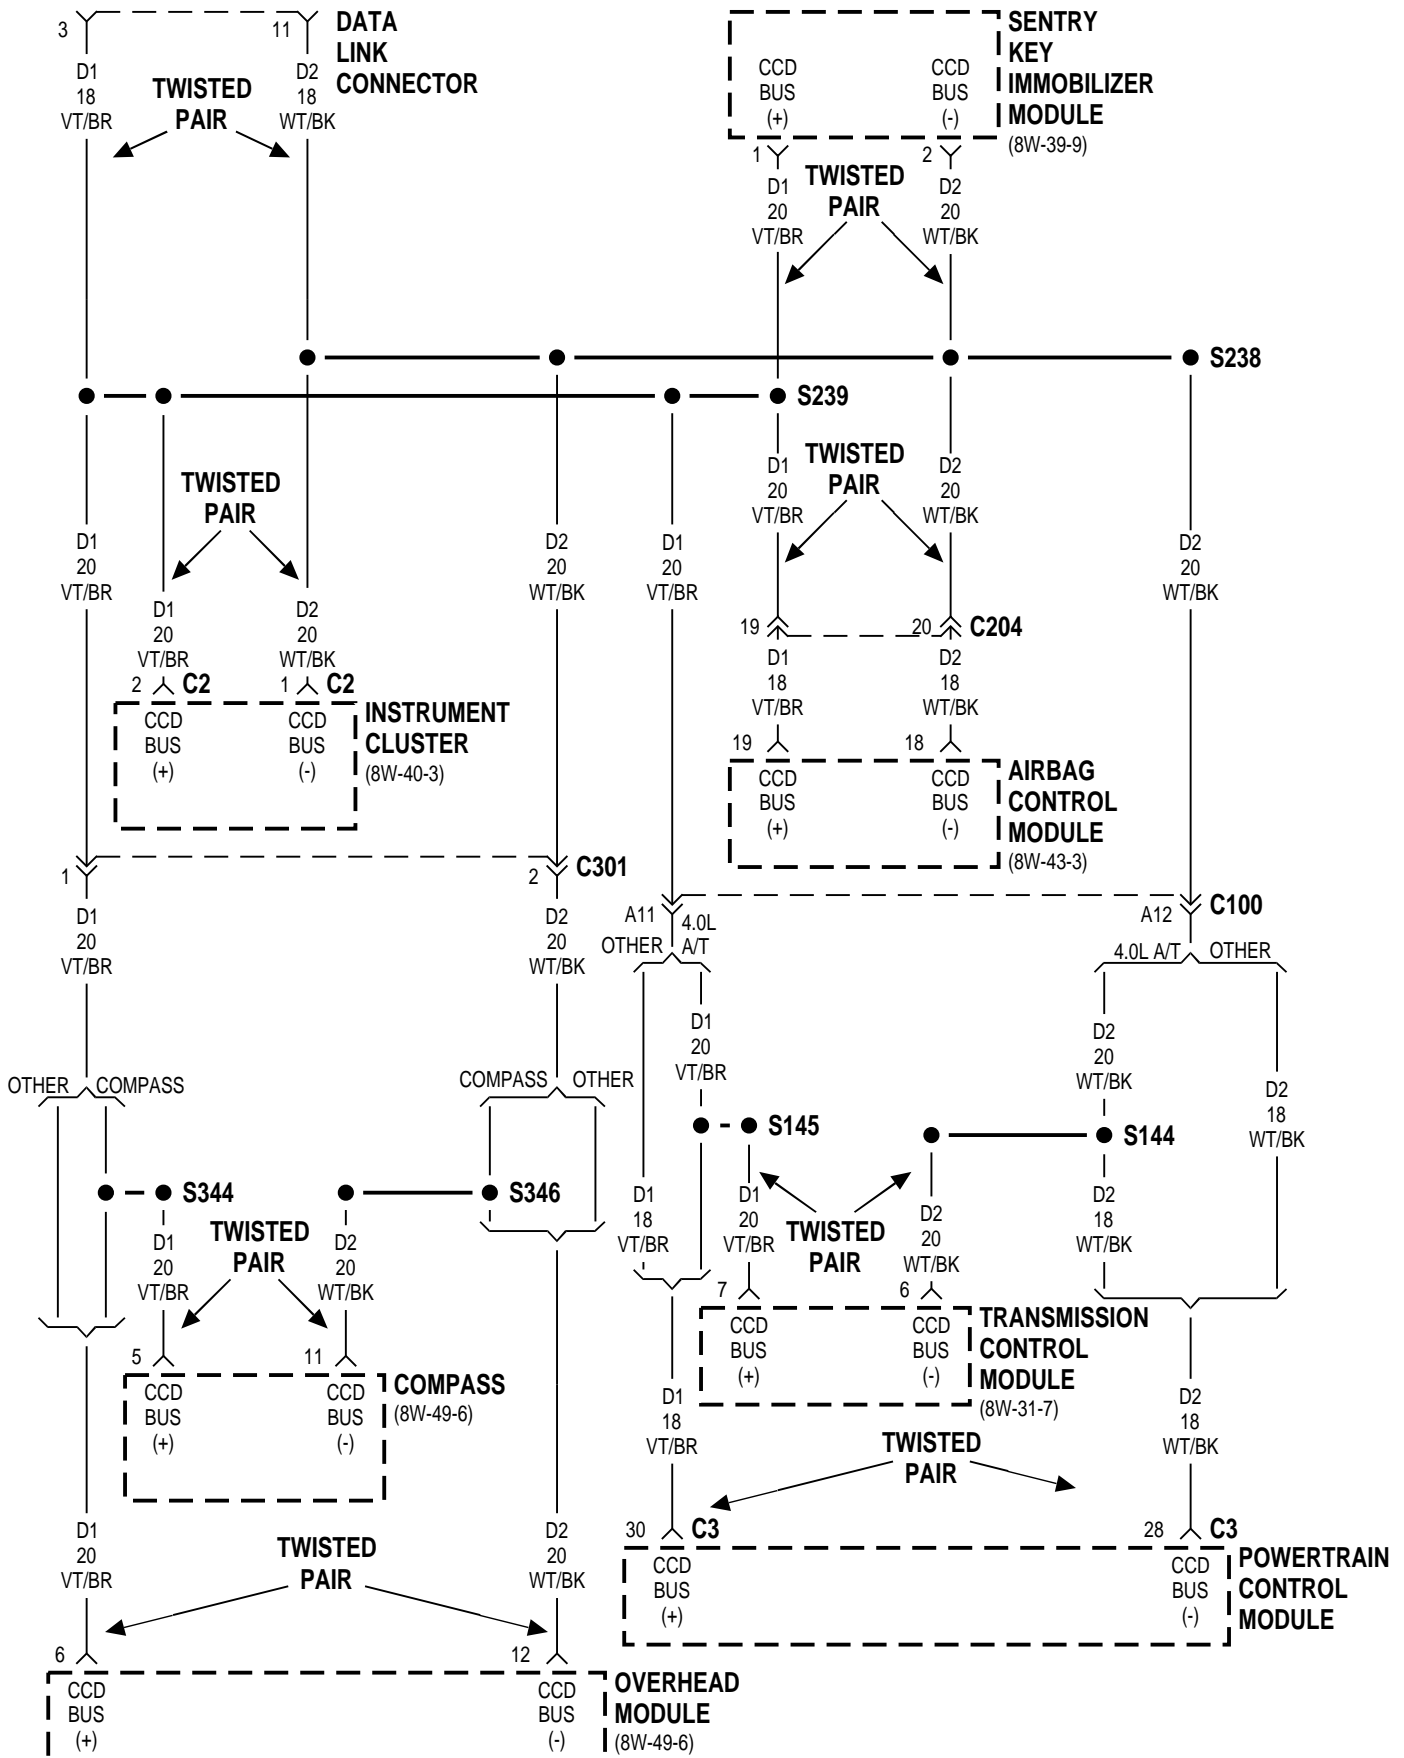 3
11
DATA
LINK
CONNECTOR
D1
18
VT/BR
D2
18
WT/BK
TWISTED
PAIR
CCD
BUS
(+)
CCD
BUS
(-)
SENTRY
KEY
IMMOBILIZER
MODULE
(8W-39-9)
1
2
D1
20
VT/BR
D2
20
WT/BK
TWISTED
PAIR
S238
S239
TWISTED
PAIR
TWISTED
PAIR
D1
20
VT/BR
D2
20
WT/BK
D1
20
VT/BR
D2
20
WT/BK
D1
20
VT/BR
D2
20
WT/BK
D1
20
VT/BR
D2
20
WT/BK
2
C2
1
C2
CCD
BUS
(+)
CCD
BUS
(-)
INSTRUMENT
CLUSTER
(8W-40-3)
19
20
C204
D1
18
VT/BR
D2
18
WT/BK
19
18
CCD
BUS
(+)
CCD
BUS
(-)
AIRBAG
CONTROL
MODULE
(8W-43-3)
1
2
C301
D1
20
VT/BR
D2
20
WT/BK
A11
A12
C100
OTHER
4.0L
A/T
4.0L A/T
OTHER
D1
20
VT/BR
D2
20
WT/BK
D2
18
WT/BK
OTHER
COMPASS
COMPASS
OTHER
S145
S144
S344
S346
D1
20
VT/BR
D2
20
WT/BK
TWISTED
PAIR
D1
18
VT/BR
D1
20
VT/BR
D2
20
WT/BK
D2
18
WT/BK
TWISTED
PAIR
7
6
CCD
BUS
(+)
CCD
BUS
(-)
TRANSMISSION
CONTROL
MODULE
(8W-31-7)
5
11
CCD
BUS
(+)
CCD
BUS
(-)
COMPASS
(8W-49-6)
D1
18
VT/BR
D2
18
WT/BK
TWISTED
PAIR
30
C3
28
C3
CCD
BUS
(+)
CCD
BUS
(-)
POWERTRAIN
CONTROL
MODULE
D1
20
VT/BR
D2
20
WT/BK
TWISTED
PAIR
6
12
CCD
BUS
(+)
CCD
BUS
(-)
OVERHEAD
MODULE
(8W-49-6)